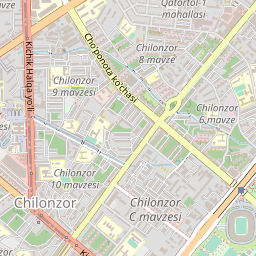 Qatortol-1
mahallasi
Kichik Halqa yo'li
Choponota ko'chasi
Chilonzor
8 mavze
Chilonzor
9 mavzesi
Chilonzor
6 mavze
Chilonzor
10 mavzesi
Chilonzor
Chilonzor
C mavzesi